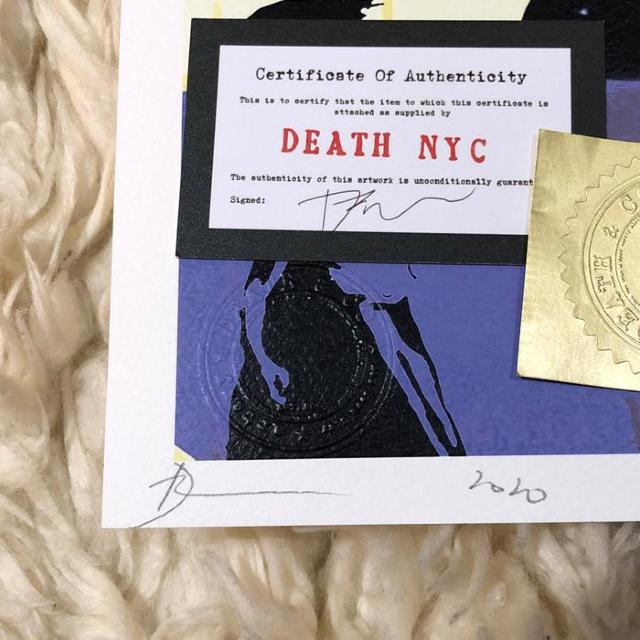 Certificate Of Authenticity
This is to certify that the item to which this certificate is
attached as supplied by
DEATH NYC
The authenticity of this artwork is unconditionally guarant
Signed:
2020